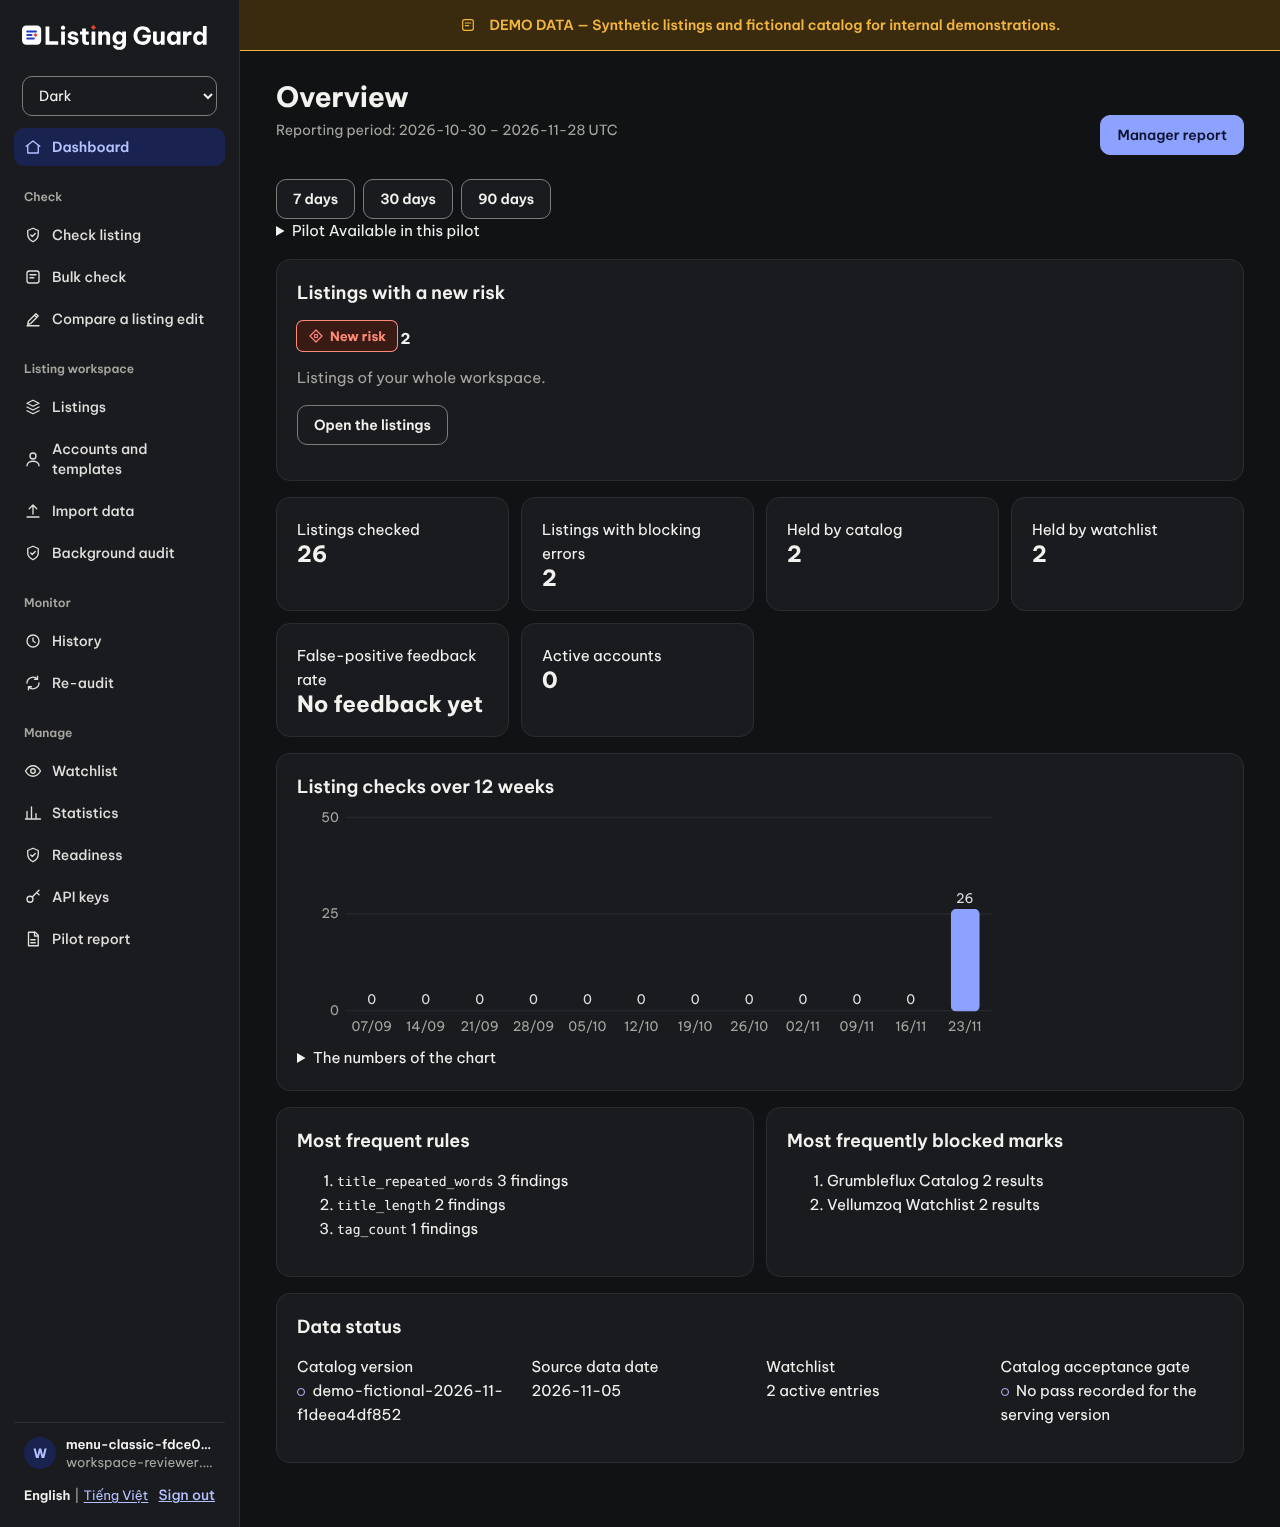 Listing Guard
Dark
Dashboard
Check
Check listing
Bulk check
Compare a listing edit
Listing workspace
Listings
Accounts and
templates
Import data
Background audit
Monitor
History
Re-audit
Manage
Watchlist
Statistics
Readiness
API keys
Pilot report
W
menu-classic-fdce0...
workspace-reviewer....
English | Tiếng Việt Sign out
DEMO DATA — Synthetic listings and fictional catalog for internal demonstrations.
Overview
Reporting period: 2026-10-30 – 2026-11-28 UTC
Manager report
7 days 30 days 90 days
Pilot Available in this pilot
Listings with a new risk
New risk 2
Listings of your whole workspace.
Open the listings
Listings checked
26
Listings with blocking
errors
2
Held by catalog
2
Held by watchlist
2
False-positive feedback
rate
No feedback yet
Active accounts
0
Listing checks over 12 weeks
50
25
0
0 0 0 0 0 0 0 0 0 0 0 26
07/09 14/09 21/09 28/09 05/10 12/10 19/10 26/10 02/11 09/11 16/11 23/11
The numbers of the chart
Most frequent rules
1. title_repeated_words 3 findings
2. title_length 2 findings
3. tag_count 1 findings
Most frequently blocked marks
1. Grumbleflux Catalog 2 results
2. Vellumzoq Watchlist 2 results
Data status
Catalog version
demo-fictional-2026-11-
f1deea4df852
Source data date
2026-11-05
Watchlist
2 active entries
Catalog acceptance gate
No pass recorded for the
serving version